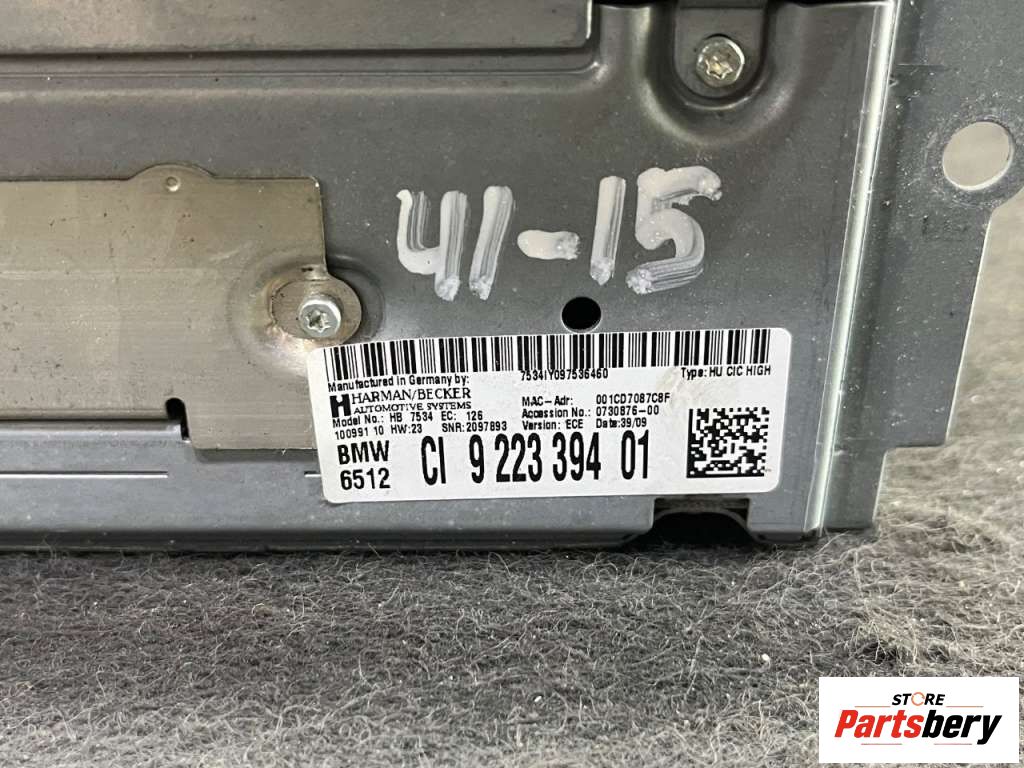 41-15
7534IY097536460
Type: HU CIC HIGH
Manufactured in Germany by:
HARMAN/BECKER
AUTOMOTIVE SYSTEMS
MAC-Adr: 001CD7087C8F
Model No.: HB 7534 EC: 126
Accession No.: 0730876-00
100991 10 HW:23 SNR:2097893
Version: ECE Date:39/09
BMW
6512
CI 9 223 394 01
STORE
Partsbery